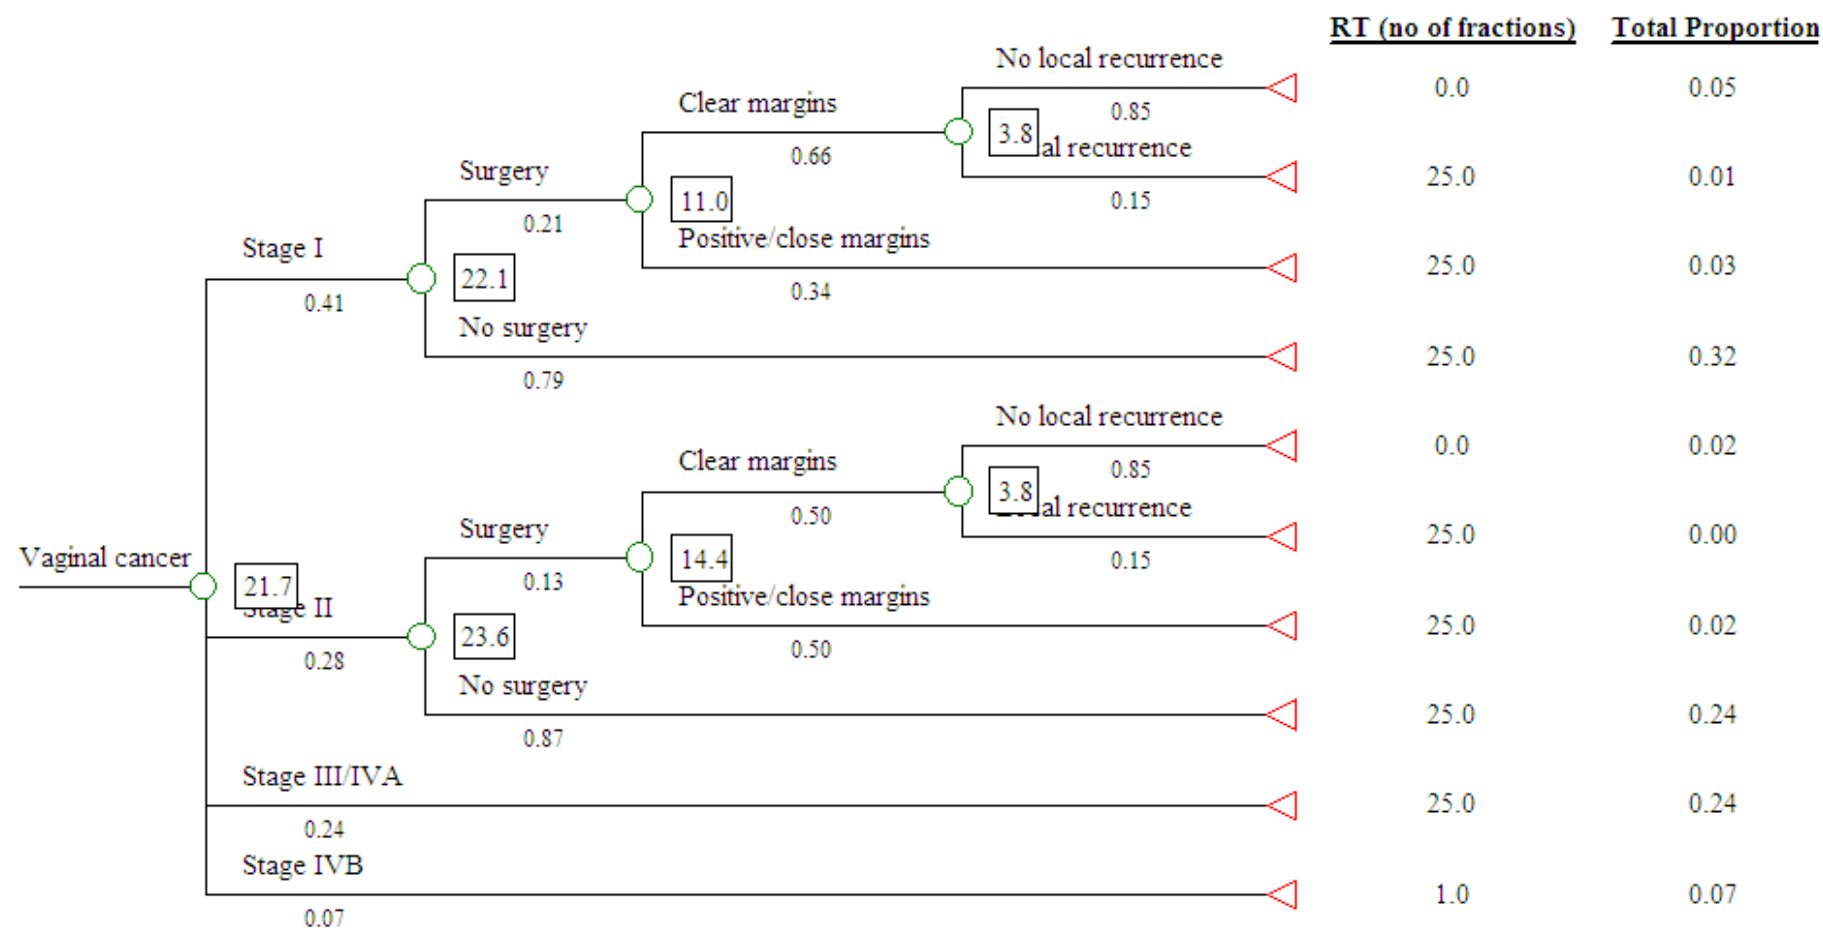 RT (no of fractions) Total Proportion
No local recurrence
0.0 0.05
0.85
Clear margins
3.8
al recurrence
0.66
25.0 0.01
0.15
Surgery
11.0
0.21
Positive/close margins
25.0 0.03
0.34
Stage I
22.1
0.41
No surgery
25.0 0.32
0.79
No local recurrence
0.0 0.02
0.85
Clear margins
3.8
al recurrence
0.50
25.0 0.00
0.15
Surgery
14.4
0.13
Positive/close margins
25.0 0.02
0.50
Vaginal cancer
21.7
Stage II
23.6
0.28
No surgery
25.0 0.24
0.87
Stage III/IVA
25.0 0.24
0.24
Stage IVB
1.0 0.07
0.07